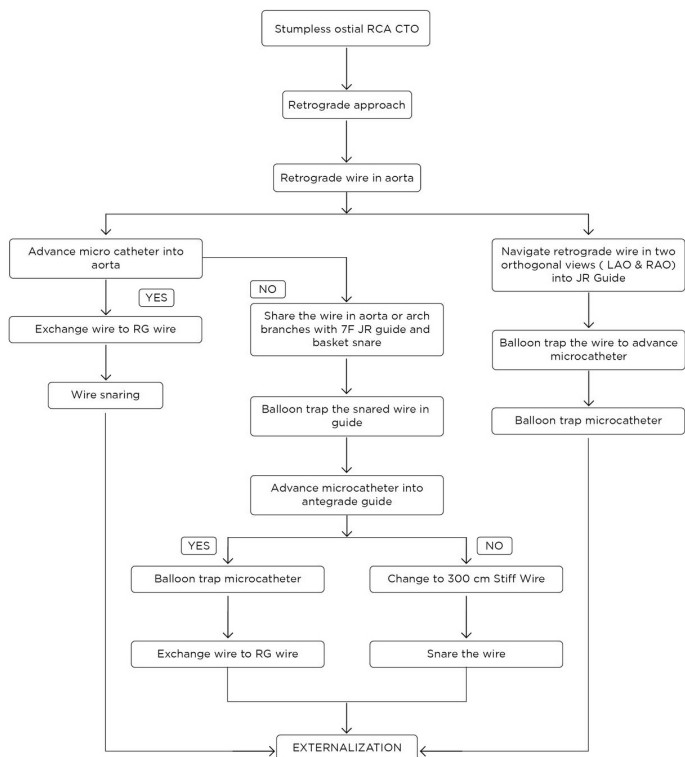 Stumpless ostial RCA CTO
Retrograde approach
Retrograde wire in aorta
Advance micro catheter into
aorta
YES
Exchange wire to RG wire
Wire snaring
NO
Share the wire in aorta or arch
branches with 7F JR guide and
basket snare
Balloon trap the snared wire in
guide
Advance microcatheter into
antegrade guide
YES
Balloon trap microcatheter
Exchange wire to RG wire
NO
Change to 300 cm Stiff Wire
Snare the wire
Navigate retrograde wire in two
orthogonal views ( LAO & RAO)
into JR Guide
Balloon trap the wire to advance
microcatheter
Balloon trap microcatheter
EXTERNALIZATION